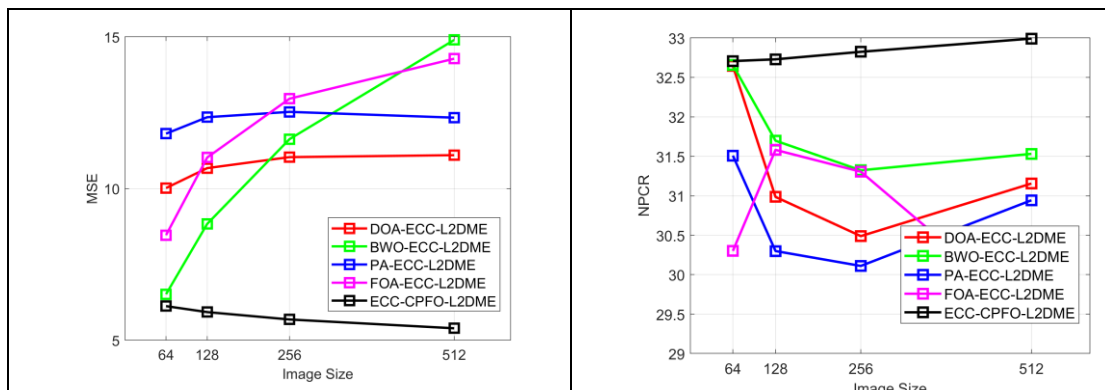 15
10
5
MSE
64 128 256 512
Image Size
DOA-ECC-L2DME
BWO-ECC-L2DME
PA-ECC-L2DME
FOA-ECC-L2DME
ECC-CPFO-L2DME
33
32.5
32
31.5
31
30.5
30
29.5
29
NPCR
64 128 256 512
Image Size
DOA-ECC-L2DME
BWO-ECC-L2DME
PA-ECC-L2DME
FOA-ECC-L2DME
ECC-CPFO-L2DME